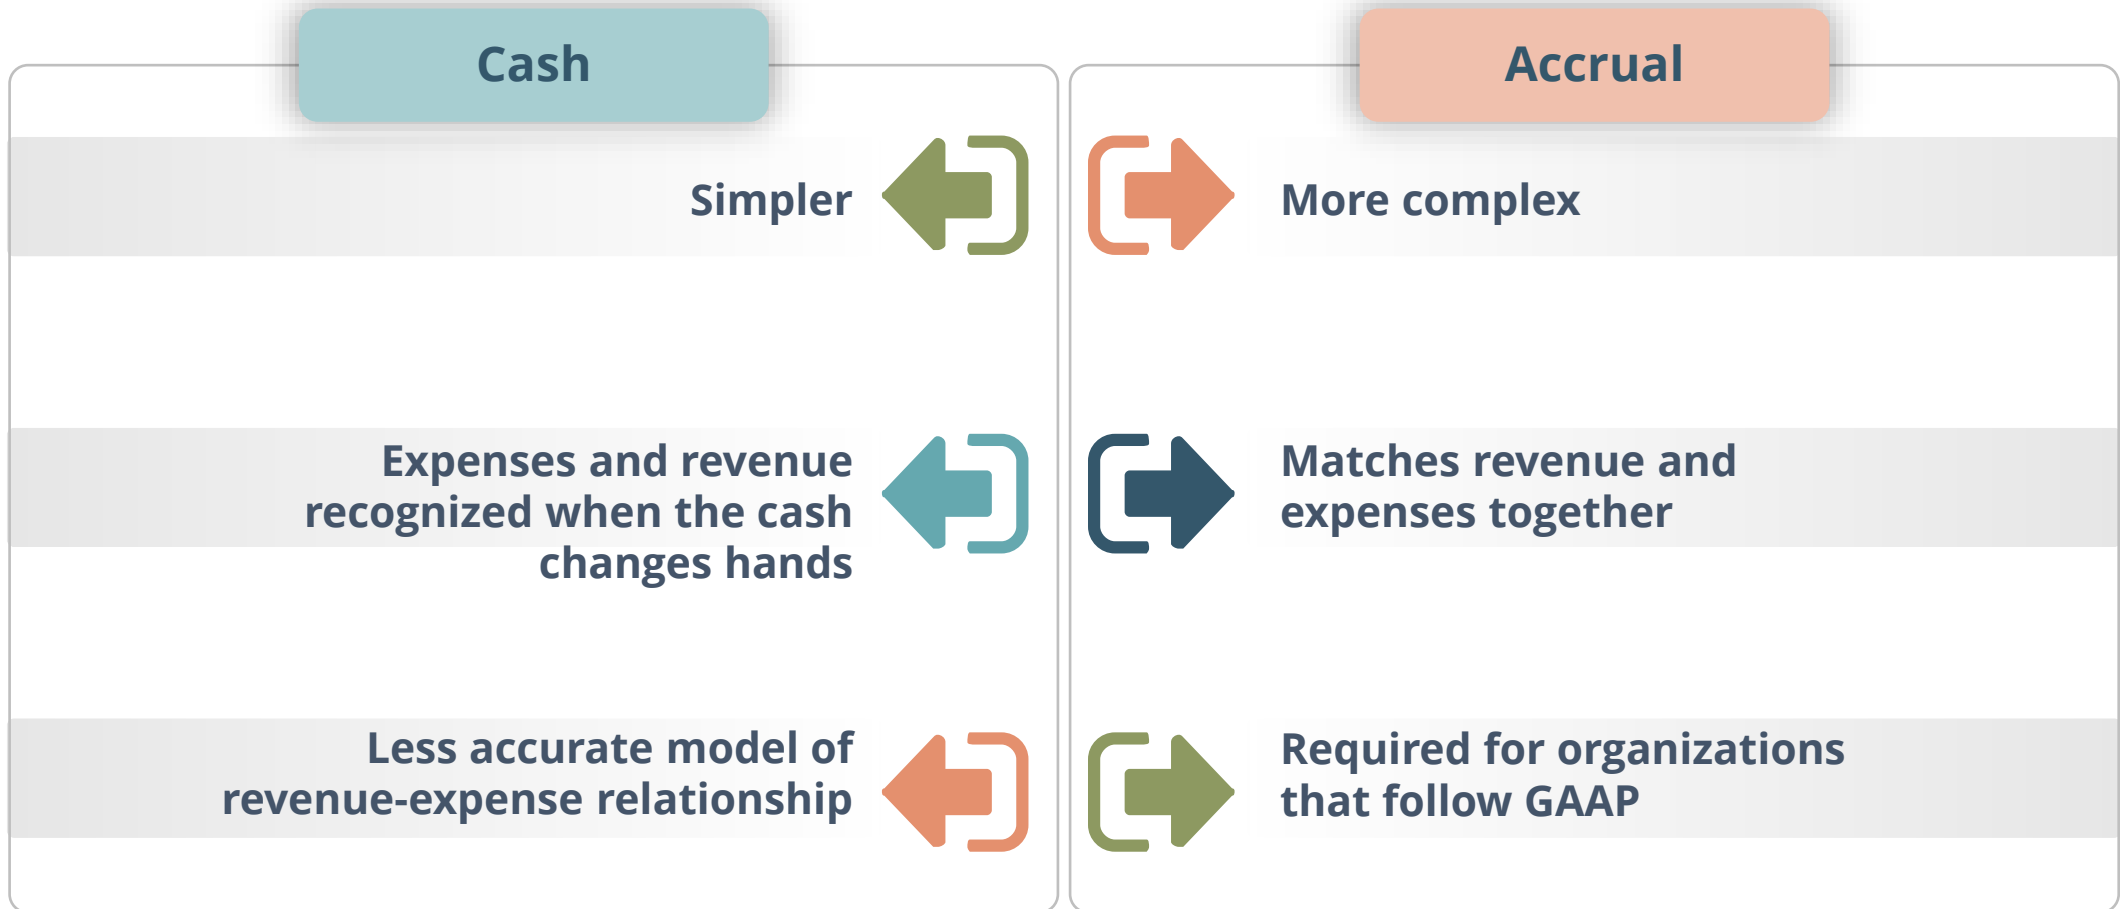 Cash
Simpler
Expenses and revenue
recognized when the cash
changes hands
Less accurate model of
revenue-expense relationship
Accrual
More complex
Matches revenue and
expenses together
Required for organizations
that follow GAAP